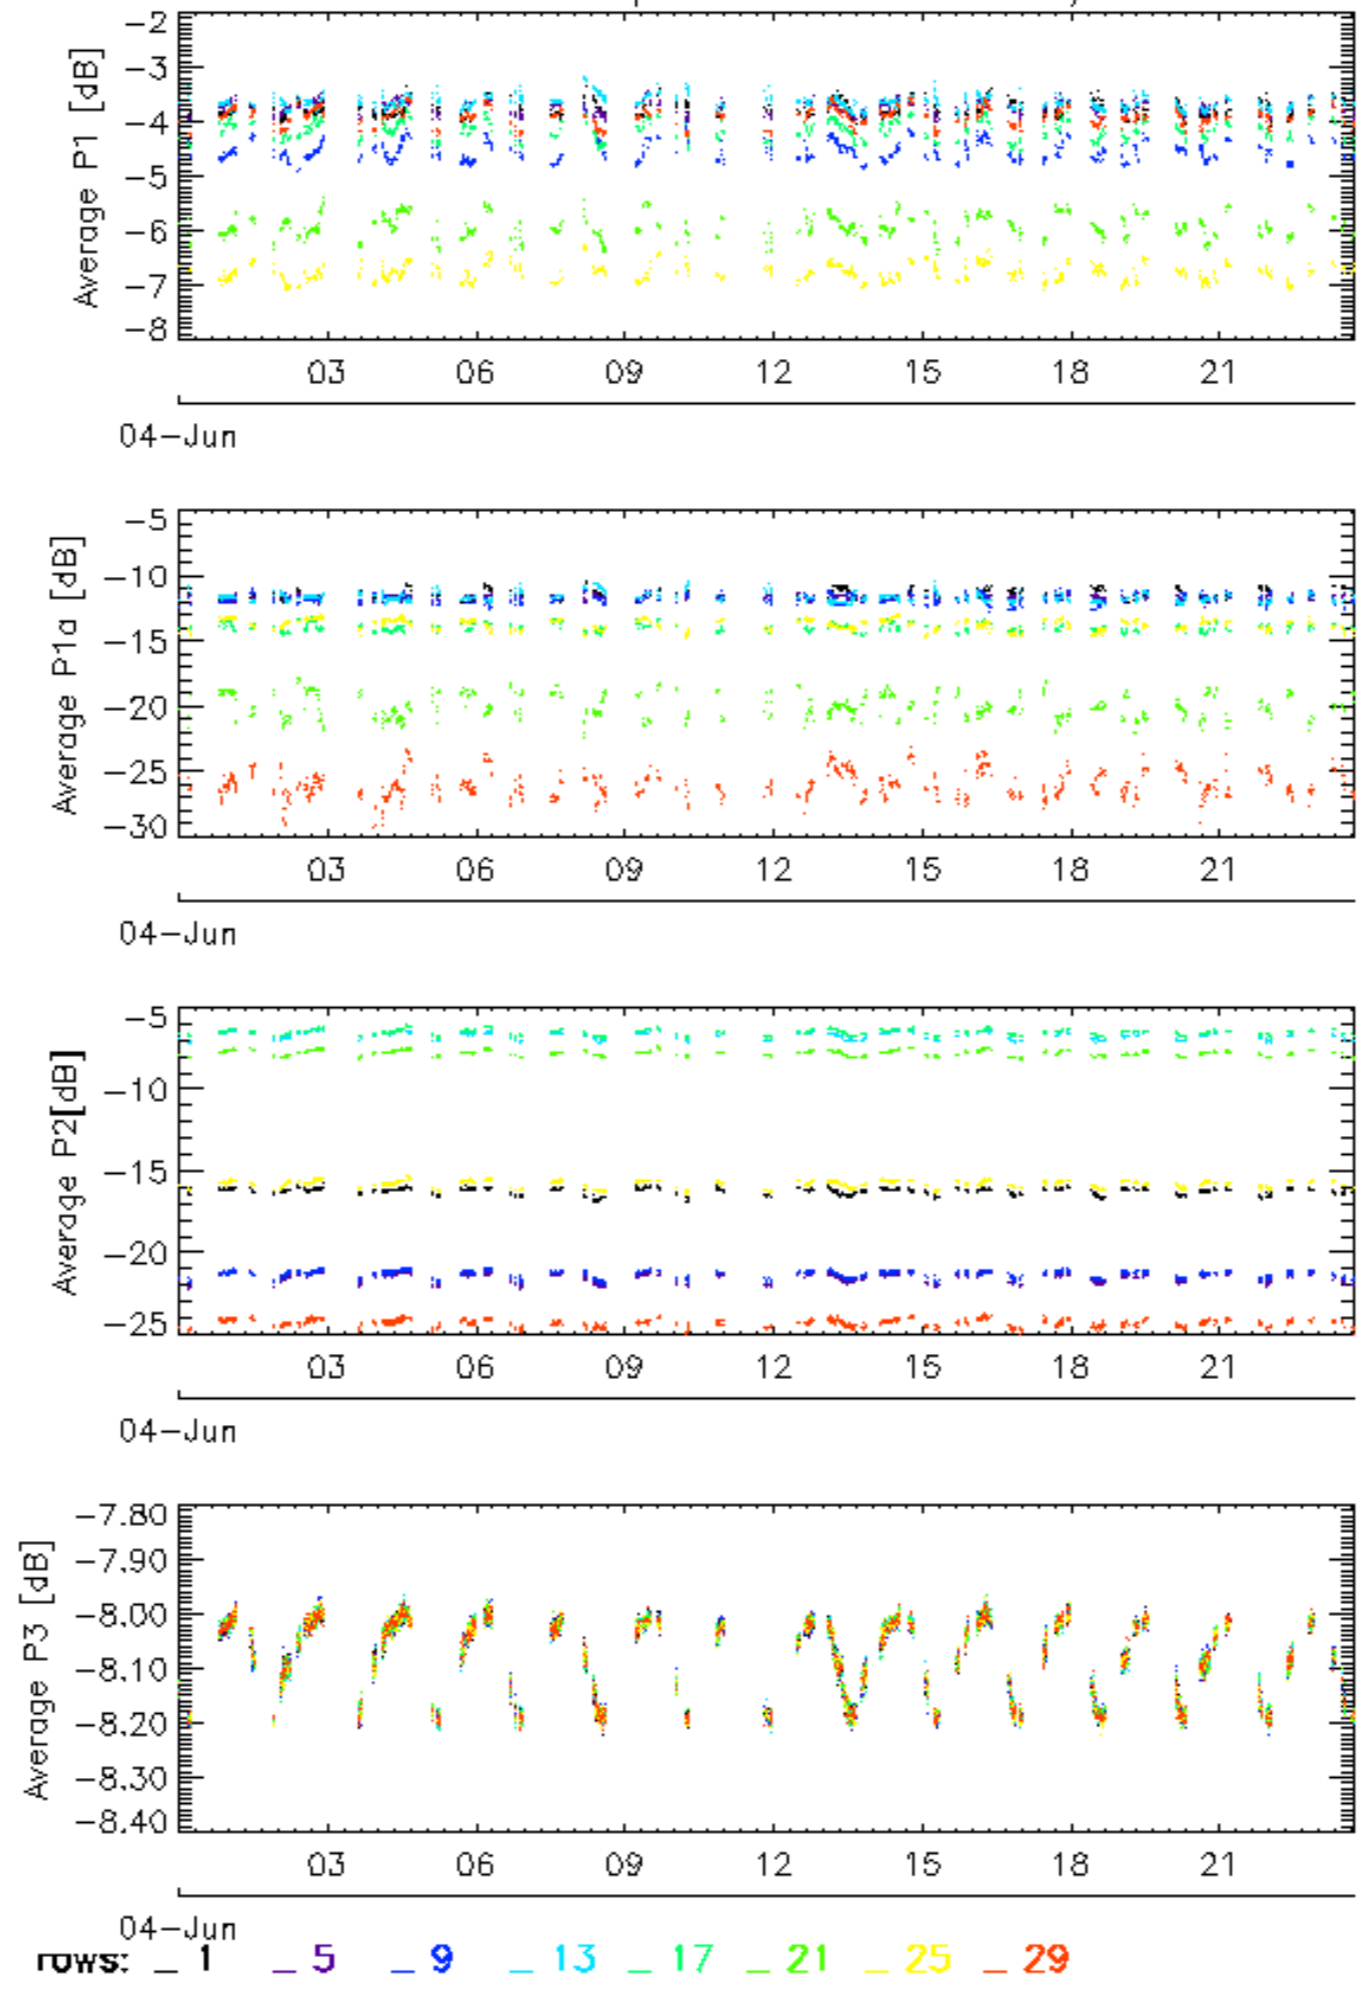 Average P1 [dB]
−2
−3
−4
−5
−6
−7
−8
03 06 09 12 15 18 21
04−Jun
Average P1a [dB]
−5
−10
−15
−20
−25
−30
03 06 09 12 15 18 21
04−Jun
Average P2[dB]
−5
−10
−15
−20
−25
03 06 09 12 15 18 21
04−Jun
Average P3 [dB]
−7.80
−7.90
−8.00
−8.10
−8.20
−8.30
−8.40
03 06 09 12 15 18 21
04−Jun
rows: _ 1 _ 5 _ 9 _ 13 _ 17 _ 21 _ 25 _ 29